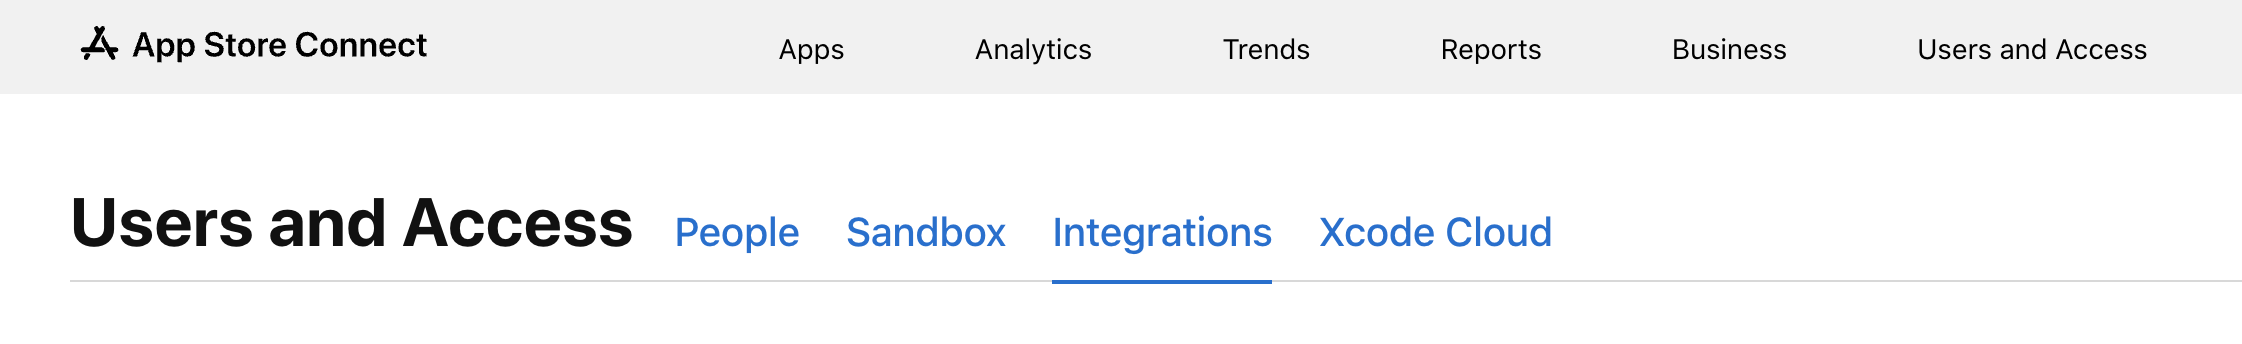 App Store Connect Apps Analytics Trends Reports Business Users and Access
Users and Access People Sandbox Integrations Xcode Cloud